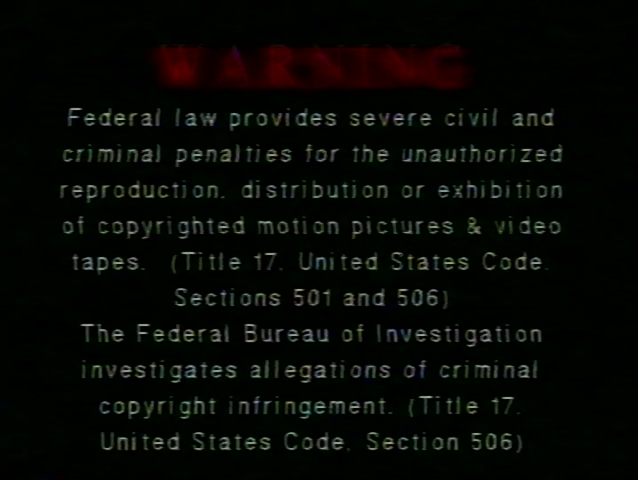 WARNING
Federal law provides severe civil and
criminal penalties for the unauthorized
reproduction, distribution or exhibition
of copyrighted motion pictures & video
tapes. (Title 17, United States Code,
Sections 501 and 506)
The Federal Bureau of Investigation
investigates allegations of criminal
copyright infringement. (Title 17,
United States Code, Section 506)